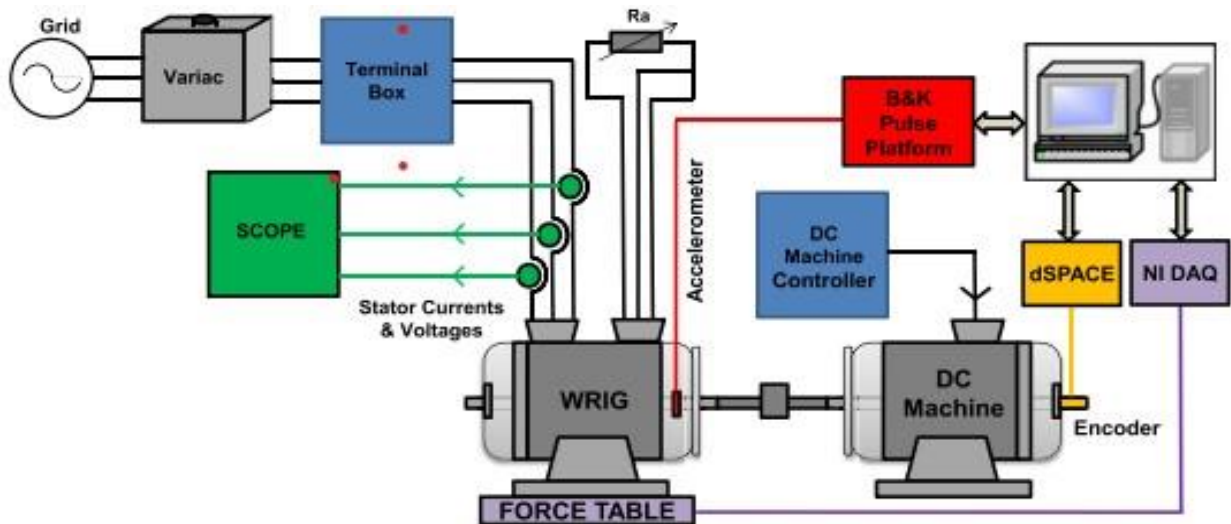 Grid
Variac
Terminal
Box
Ra
B&K
Pulse
Platform
SCOPE
Accelerometer
DC
Machine
Controller
dSPACE
NI DAQ
Stator Currents
& Voltages
WRIG
DC
Machine
Encoder
FORCE TABLE